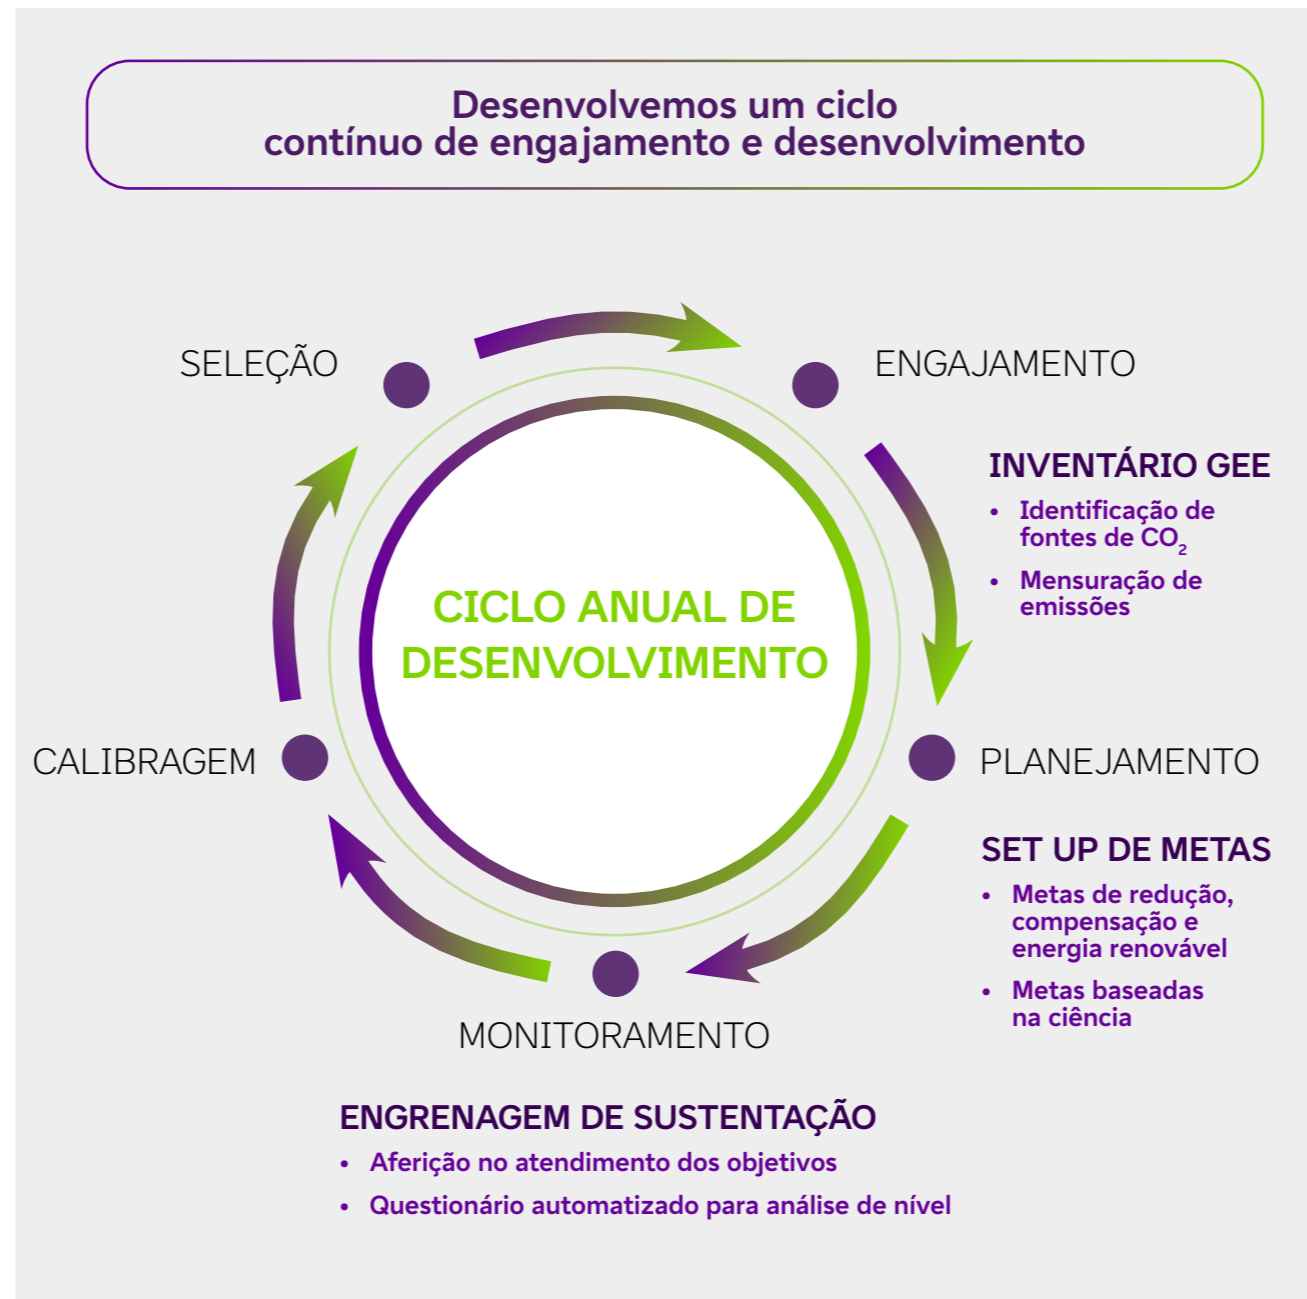 Desenvolvemos um ciclo
contínuo de engajamento e desenvolvimento
SELEÇÃO
ENGAJAMENTO
INVENTÁRIO GEE
• Identificação de
fontes de CO₂
• Mensuração de
emissões
CICLO ANUAL DE
DESENVOLVIMENTO
CALIBRAGEM
PLANEJAMENTO
SET UP DE METAS
• Metas de redução,
compensação e
energia renovável
• Metas baseadas
na ciência
MONITORAMENTO
ENGRENAGEM DE SUSTENTAÇÃO
• Aferição no atendimento dos objetivos
• Questionário automatizado para análise de nível